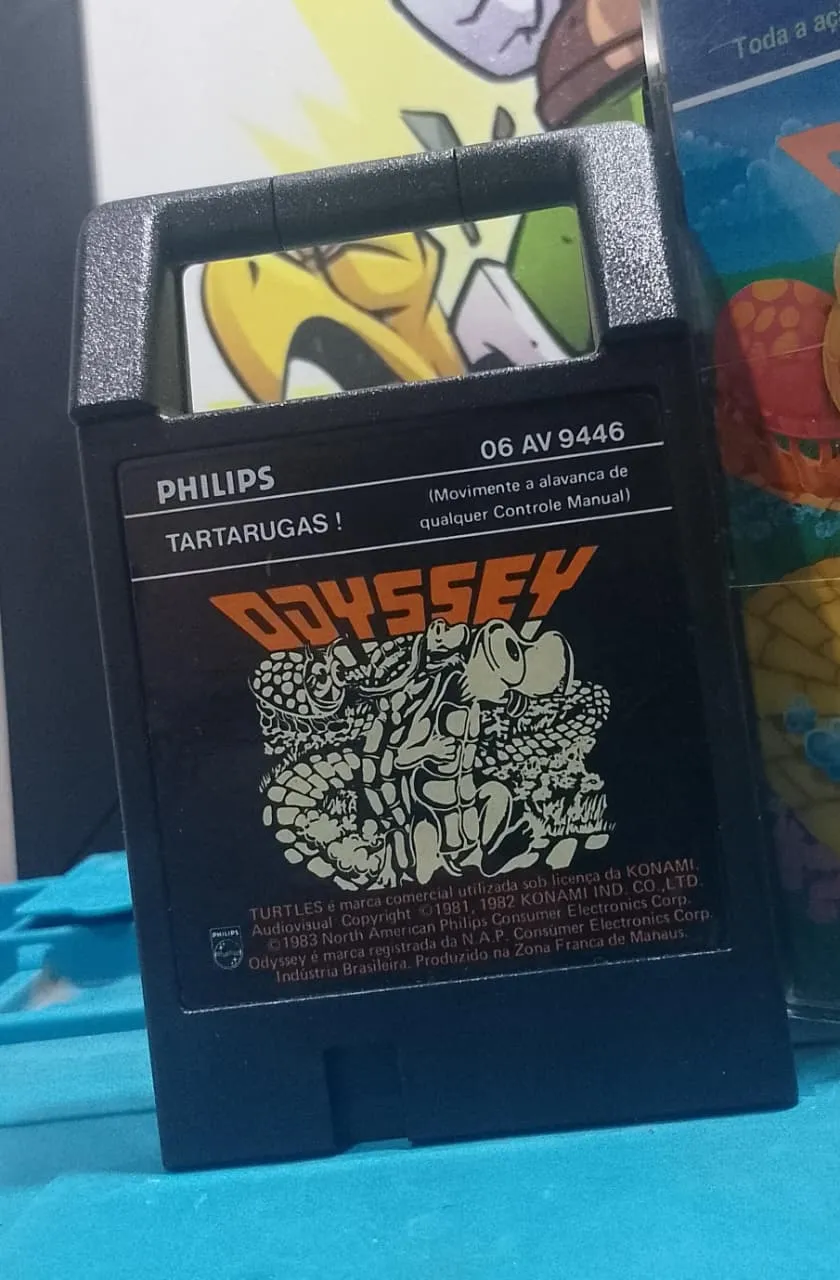 Toda a aç
PHILIPS
06 AV 9446
TARTARUGAS !
(Movimente a alavanca de
qualquer Controle Manual)
ODYSSEY
TURTLES é marca comercial utilizada sob licença da KONAMI.
Audiovisual Copyright ©1981, 1982 KONAMI IND. CO.,LTD.
©1983 North American Philips Consumer Electronics Corp.
Odyssey é marca registrada da N.A.P. Consumer Electronics Corp.
Indústria Brasileira. Produzido na Zona Franca de Manaus.
PHILIPS